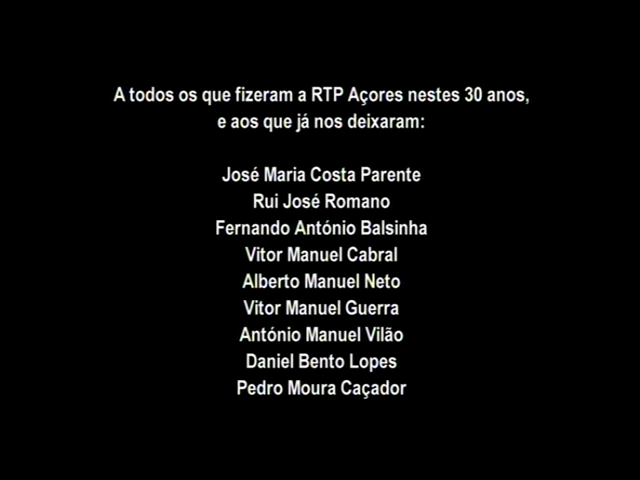 A todos os que fizeram a RTP Açores nestes 30 anos,
e aos que já nos deixaram:
José Maria Costa Parente
Rui José Romano
Fernando António Balsinha
Vitor Manuel Cabral
Alberto Manuel Neto
Vitor Manuel Guerra
António Manuel Vilão
Daniel Bento Lopes
Pedro Moura Caçador